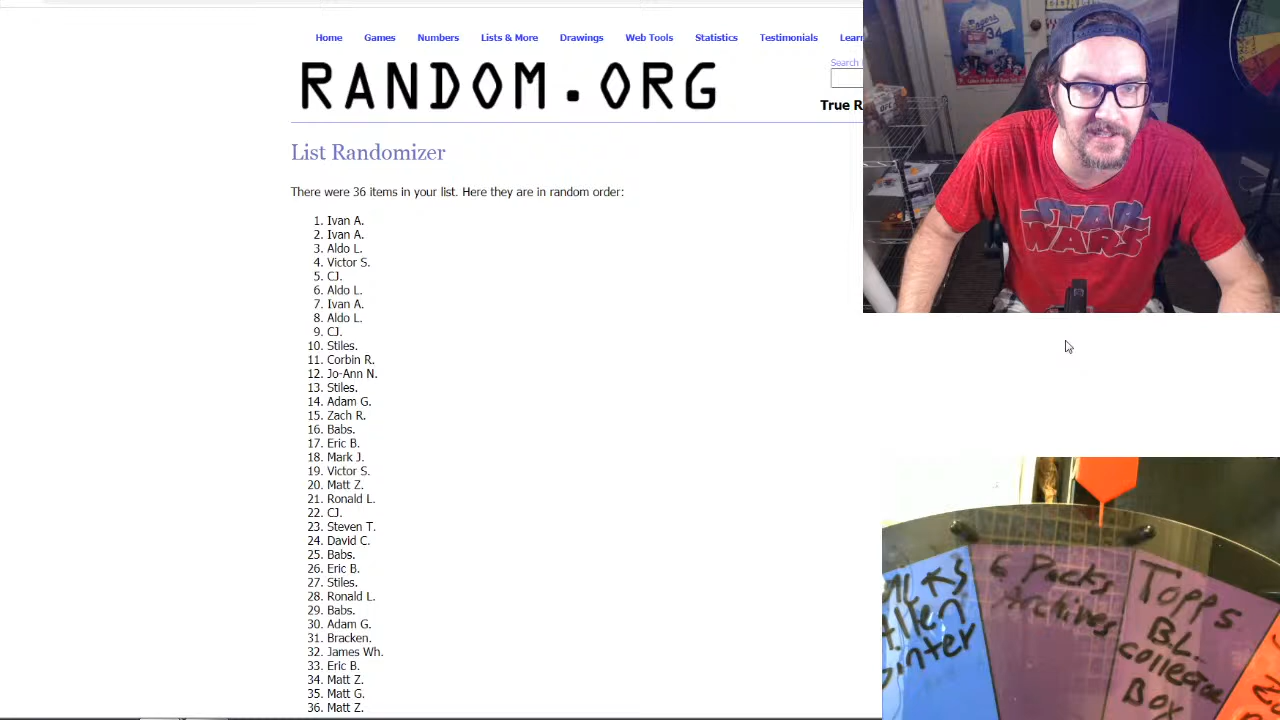 Home Games Numbers Lists & More Drawings Web Tools Statistics Testimonials Lear
RANDOM.ORG
Search
True R
List Randomizer
There were 36 items in your list. Here they are in random order:
1. Ivan A.
2. Ivan A.
3. Aldo L.
4. Victor S.
5. CJ.
6. Aldo L.
7. Ivan A.
8. Aldo L.
9. CJ.
10. Stiles.
11. Corbin R.
12. Jo-Ann N.
13. Stiles.
14. Adam G.
15. Zach R.
16. Babs.
17. Eric B.
18. Mark J.
19. Victor S.
20. Matt Z.
21. Ronald L.
22. CJ.
23. Steven T.
24. David C.
25. Babs.
26. Eric B.
27. Stiles.
28. Ronald L.
29. Babs.
30. Adam G.
31. Bracken.
32. James Wh.
33. Eric B.
34. Matt Z.
35. Matt G.
36. Matt Z.
34
STAR
WARS
6 Packs
Archives
Topps
B.L.
collector
Box